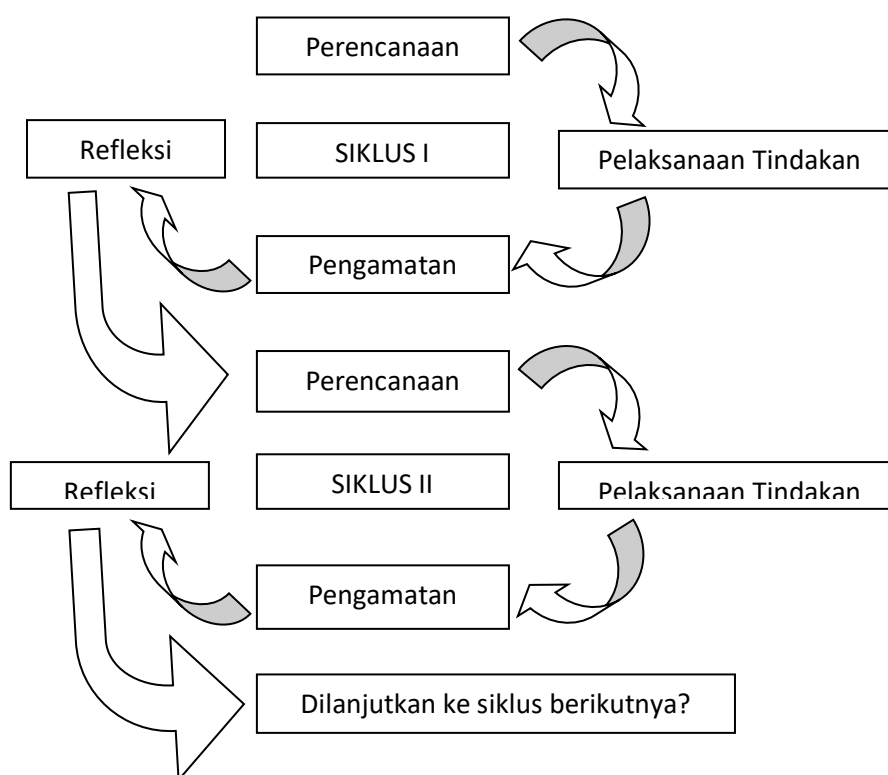 Perencanaan
Refleksi
SIKLUS I
Pelaksanaan Tindakan
Pengamatan
Perencanaan
Refleksi
SIKLUS II
Pelaksanaan Tindakan
Pengamatan
Dilanjutkan ke siklus berikutnya?